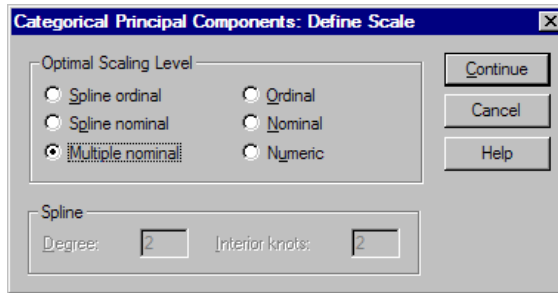 Categorical Principal Components: Define Scale
Optimal Scaling Level
Spline ordinal Ordinal
Spline nominal Nominal
Multiple nominal Numeric
Continue
Cancel
Help
Spline
Degree: 2 Interior knots: 2